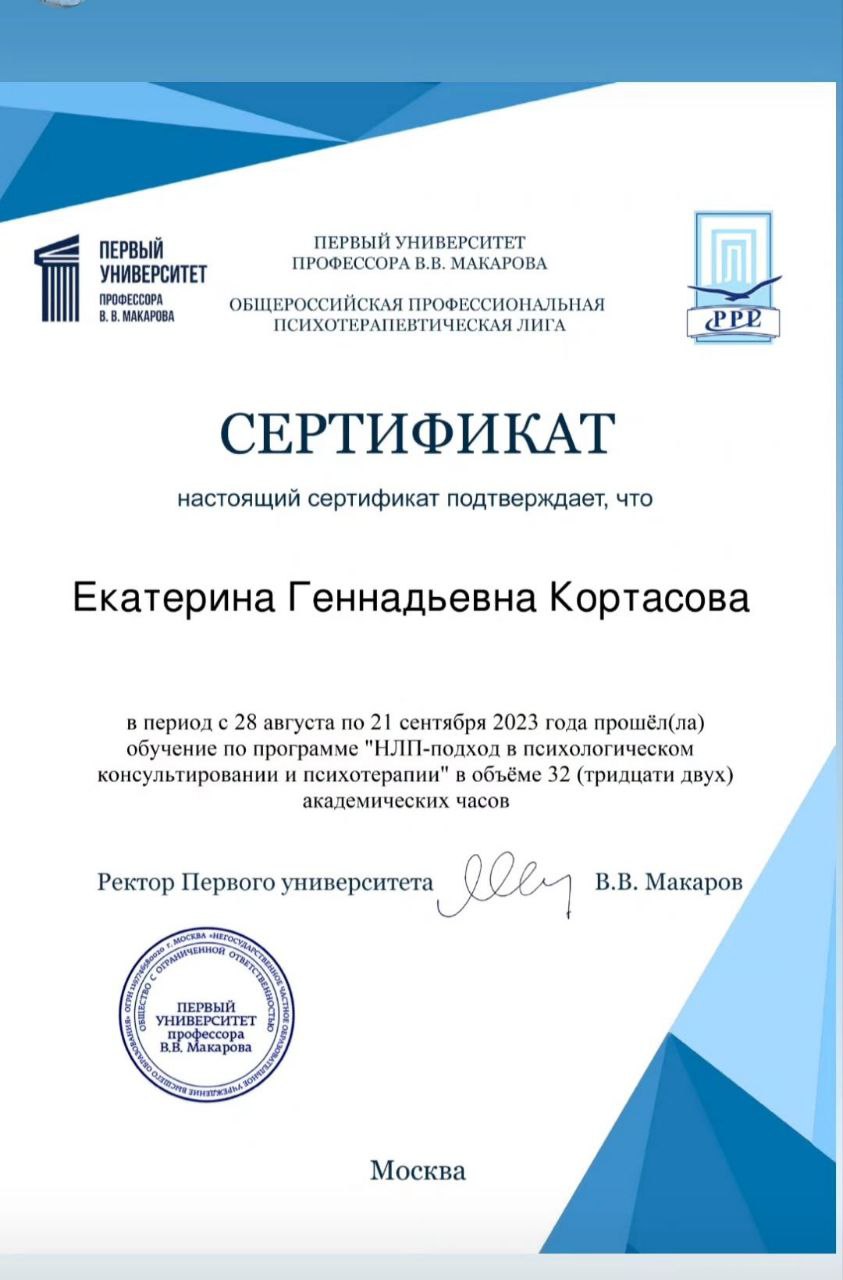 ПЕРВЫЙ
УНИВЕРСИТЕТ
ПРОФЕССОРА
В. В. МАКАРОВА
ПЕРВЫЙ УНИВЕРСИТЕТ
ПРОФЕССОРА В.В. МАКАРОВА
ОБЩЕРОССИЙСКАЯ ПРОФЕССИОНАЛЬНАЯ
ПСИХОТЕРАПЕВТИЧЕСКАЯ ЛИГА
PPL
СЕРТИФИКАТ
настоящий сертификат подтверждает, что
Екатерина Геннадьевна Кортасова
в период с 28 августа по 21 сентября 2023 года прошёл(ла)
обучение по программе "НЛП-подход в психологическом
консультировании и психотерапии" в объёме 32 (тридцати двух)
академических часов
Ректор Первого университета В.В. Макаров
г. МОСКВА «НЕГОСУДАРСТВЕННОЕ ЧАСТНОЕ ОБРАЗОВАТЕЛЬНОЕ УЧРЕЖДЕНИЕ ВЫСШЕГО ОБРАЗОВАНИЯ» ОГРН
ОБЩЕСТВО С ОГРАНИЧЕННОЙ ОТВЕТСТВЕННОСТЬЮ
ПЕРВЫЙ
УНИВЕРСИТЕТ
профессора
В.В. Макарова
Москва